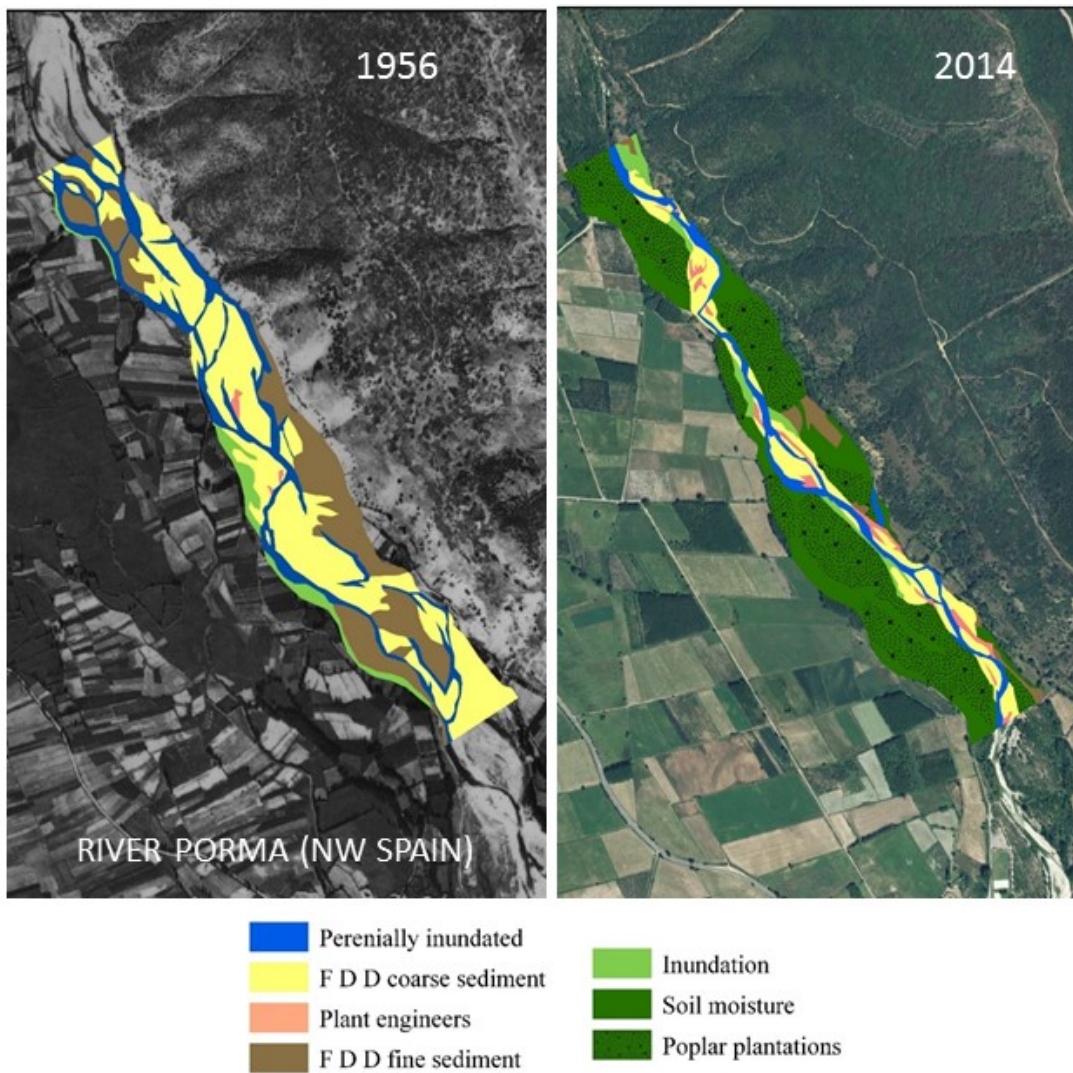 1956
2014
RIVER PORMA (NW SPAIN)
Perenially inundated
F D D coarse sediment
Plant engineers
F D D fine sediment
Inundation
Soil moisture
Poplar plantations